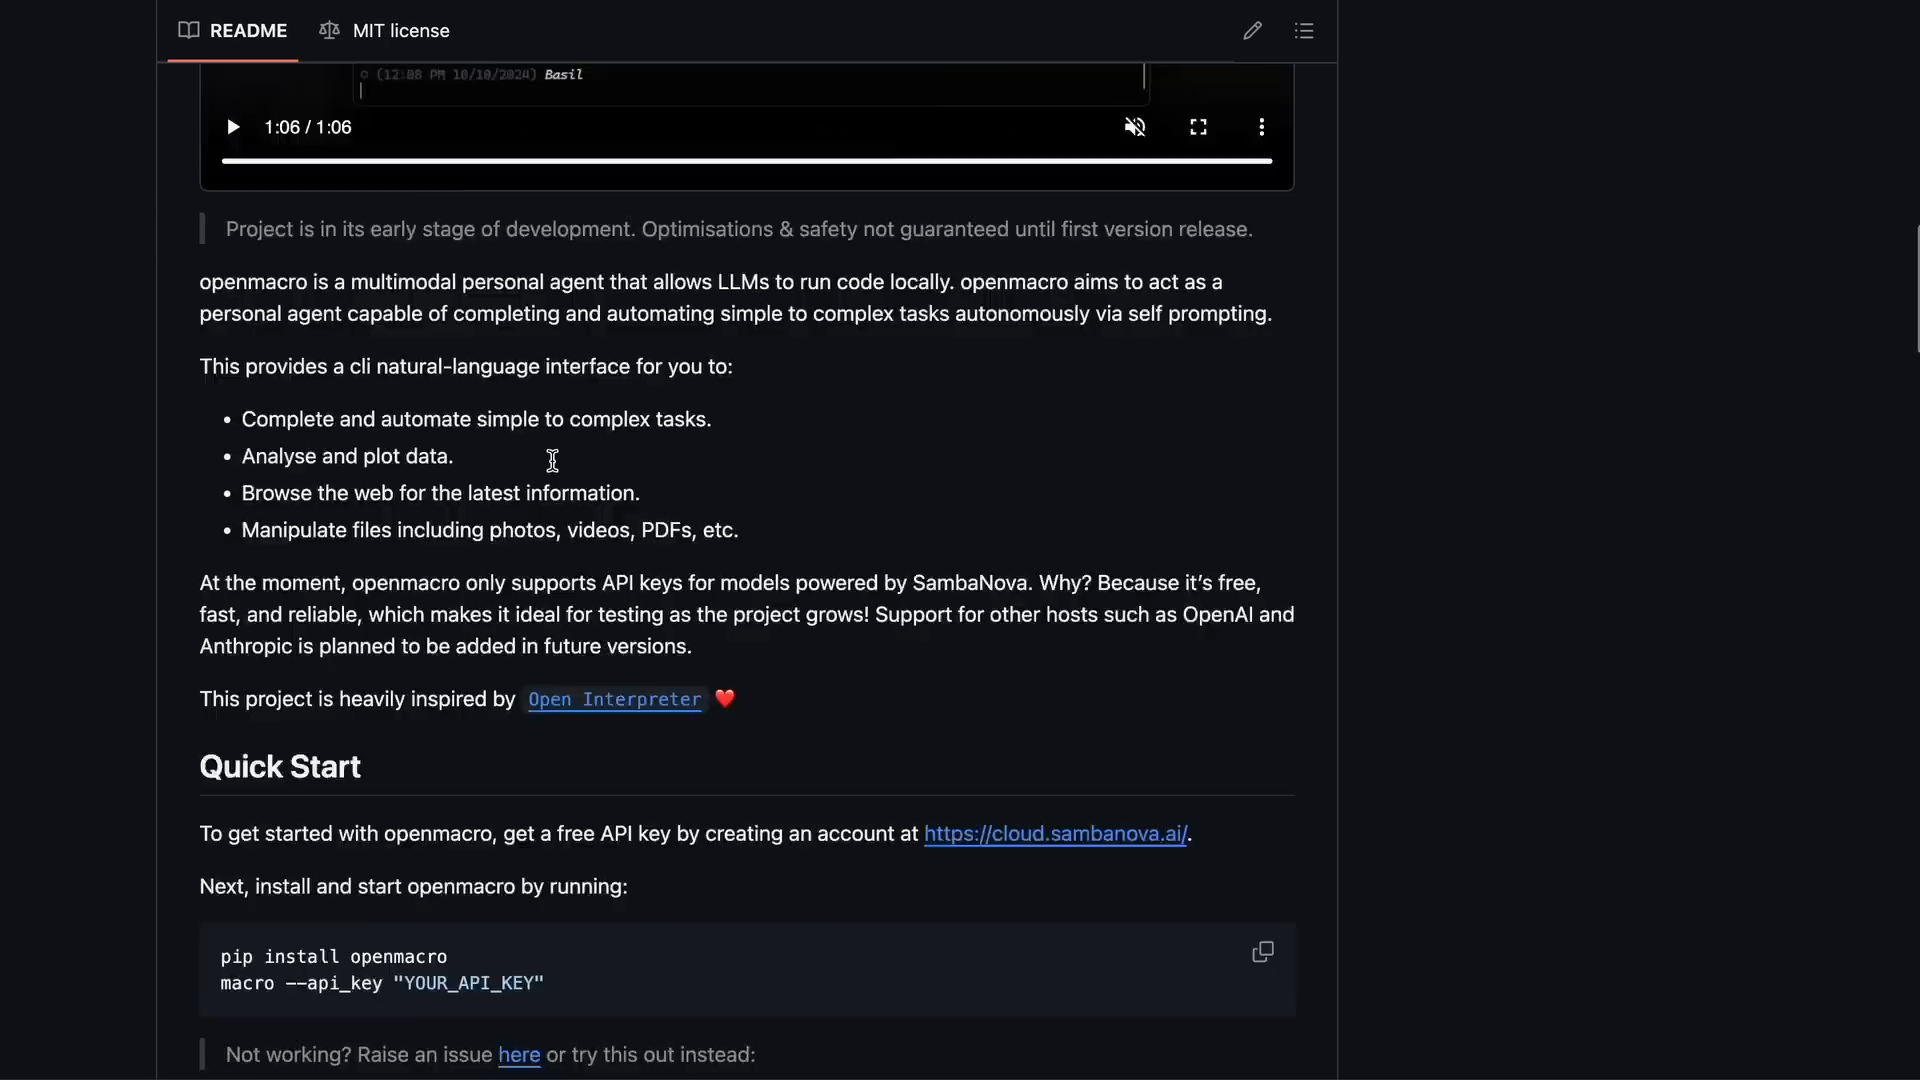 README MIT license
(12:08 PM 10/10/2024) Basil
1:06 / 1:06
Project is in its early stage of development. Optimisations & safety not guaranteed until first version release.
openmacro is a multimodal personal agent that allows LLMs to run code locally. openmacro aims to act as a
personal agent capable of completing and automating simple to complex tasks autonomously via self prompting.
This provides a cli natural-language interface for you to:
• Complete and automate simple to complex tasks.
• Analyse and plot data.
• Browse the web for the latest information.
• Manipulate files including photos, videos, PDFs, etc.
At the moment, openmacro only supports API keys for models powered by SambaNova. Why? Because it’s free,
fast, and reliable, which makes it ideal for testing as the project grows! Support for other hosts such as OpenAI and
Anthropic is planned to be added in future versions.
This project is heavily inspired by Open Interpreter ❤️
Quick Start
To get started with openmacro, get a free API key by creating an account at https://cloud.sambanova.ai/.
Next, install and start openmacro by running:
pip install openmacro
macro --api_key "YOUR_API_KEY"
Not working? Raise an issue here or try this out instead: